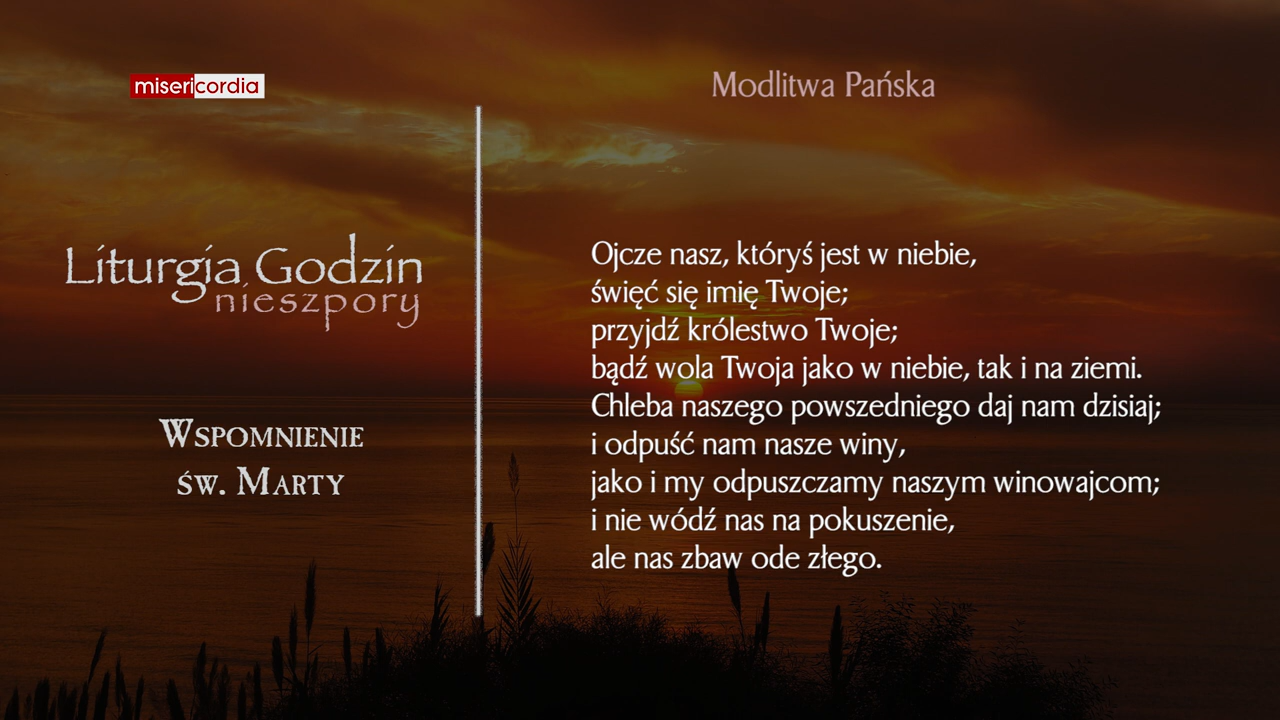 misericordia
Liturgia Godzin
nieszpory
Wspomnienie
św. Marty
Modlitwa Pańska
Ojcze nasz, któryś jest w niebie,
święć się imię Twoje;
przyjdź królestwo Twoje;
bądź wola Twoja jako w niebie, tak i na ziemi.
Chleba naszego powszedniego daj nam dzisiaj;
i odpuść nam nasze winy,
jako i my odpuszczamy naszym winowajcom;
i nie wódź nas na pokuszenie,
ale nas zbaw ode złego.